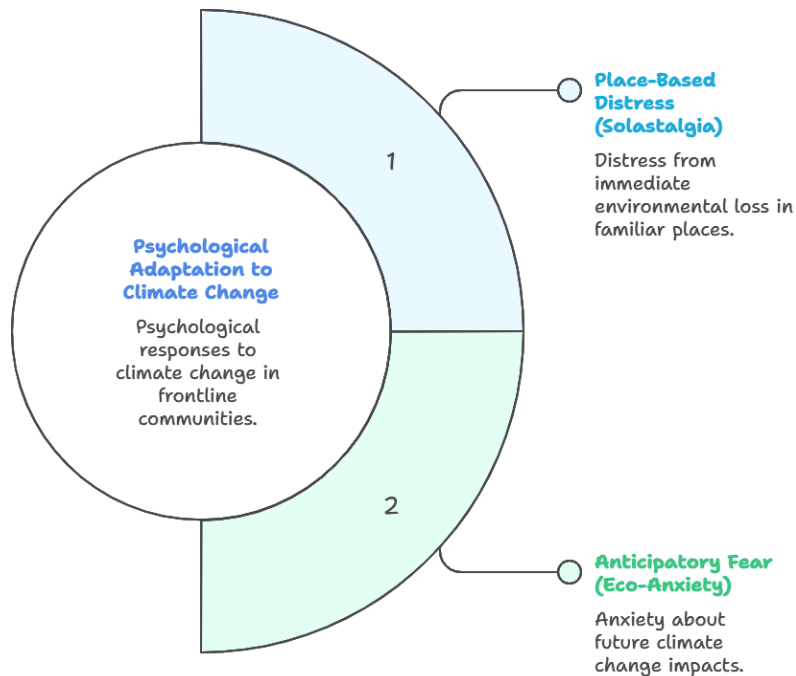 Psychological
Adaptation to
Climate Change
Psychological
responses to
climate change in
frontline
communities.
1
Place-Based
Distress
(Solastalgia)
Distress from
immediate
environmental loss in
familiar places.
2
Anticipatory Fear
(Eco-Anxiety)
Anxiety about
future climate
change impacts.